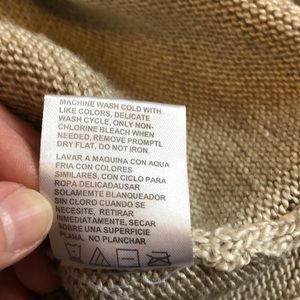 MACHINE WASH COLD WITH
LIKE COLORS, DELICATE
WASH CYCLE, ONLY NON-
CHLORINE BLEACH WHEN
NEEDED, REMOVE PROMPTL
DRY FLAT, DO NOT IRON.
LAVAR A MAQUINA CON AQUA
FRIA CON COLORES
SIMILARES, CON CICLO PARA
ROPA DELICADAUSAR
SOLAMEMTE BLANQUEADOR
SIN CLORO CUANDO SE
NECESITE, RETIRAR
INMEDIATAMENTE, SECAR
SOBRE UNA SUPERFICIE
PLANA. NO PLANCHAR